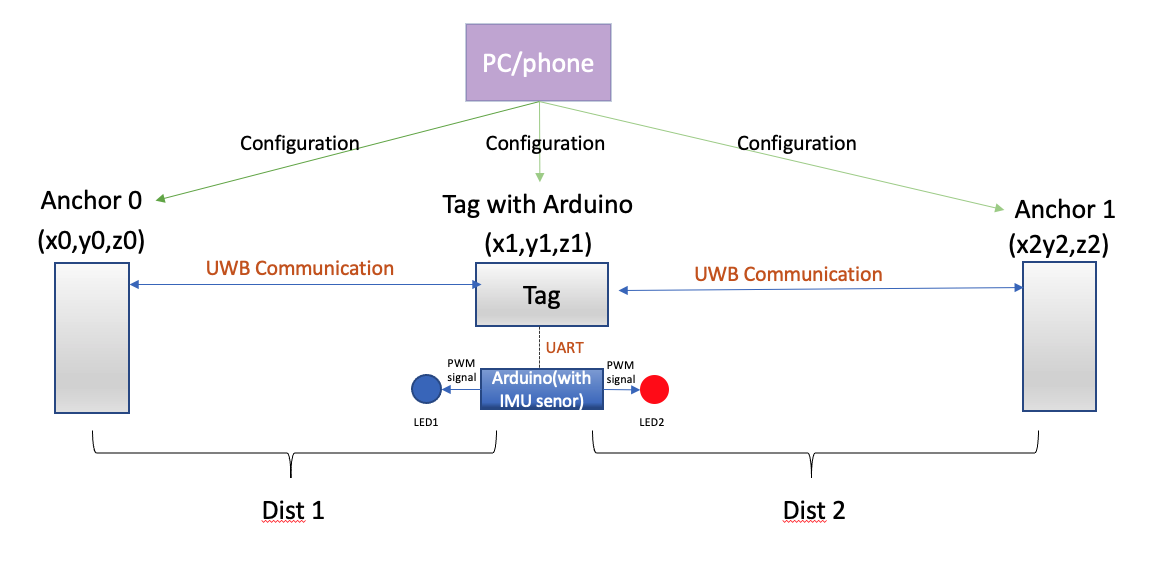 PC/phone
Configuration
Configuration
Configuration
Anchor 0
(x0,y0,z0)
Tag with Arduino
(x1,y1,z1)
Anchor 1
(x2y2,z2)
UWB Communication
UWB Communication
Tag
UART
PWM
signal
Arduino(with
IMU senor)
PWM
signal
LED1
LED2
Dist 1
Dist 2